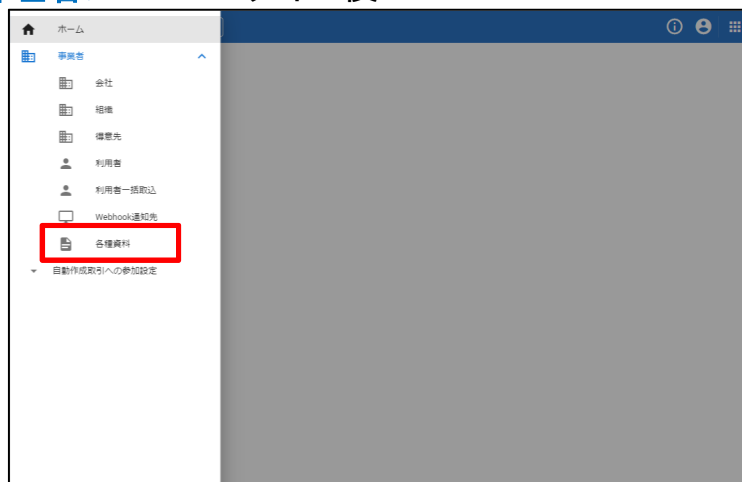 ホーム
事業者
会社
組織
得意先
利用者
利用者一括取込
Webhook通知先
各種資料
自動作成取引への参加設定